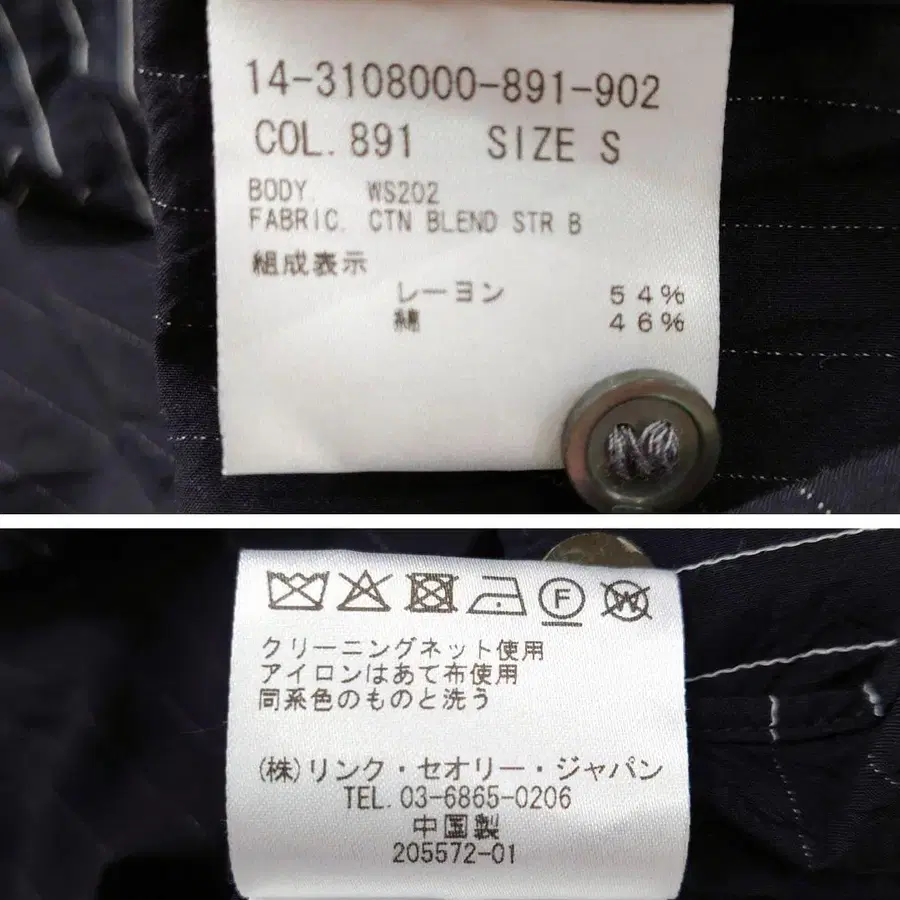 14-3108000-891-902
COL. 891 SIZE S
BODY. WS202
FABRIC. CTN BLEND STR B
組成表示
レーヨン 54%
綿 46%
F
W
クリーニングネット使用
アイロンはあて布使用
同系色のものと洗う
(株)リンク・セオリー・ジャパン
TEL. 03-6865-0206
中国製
205572-01